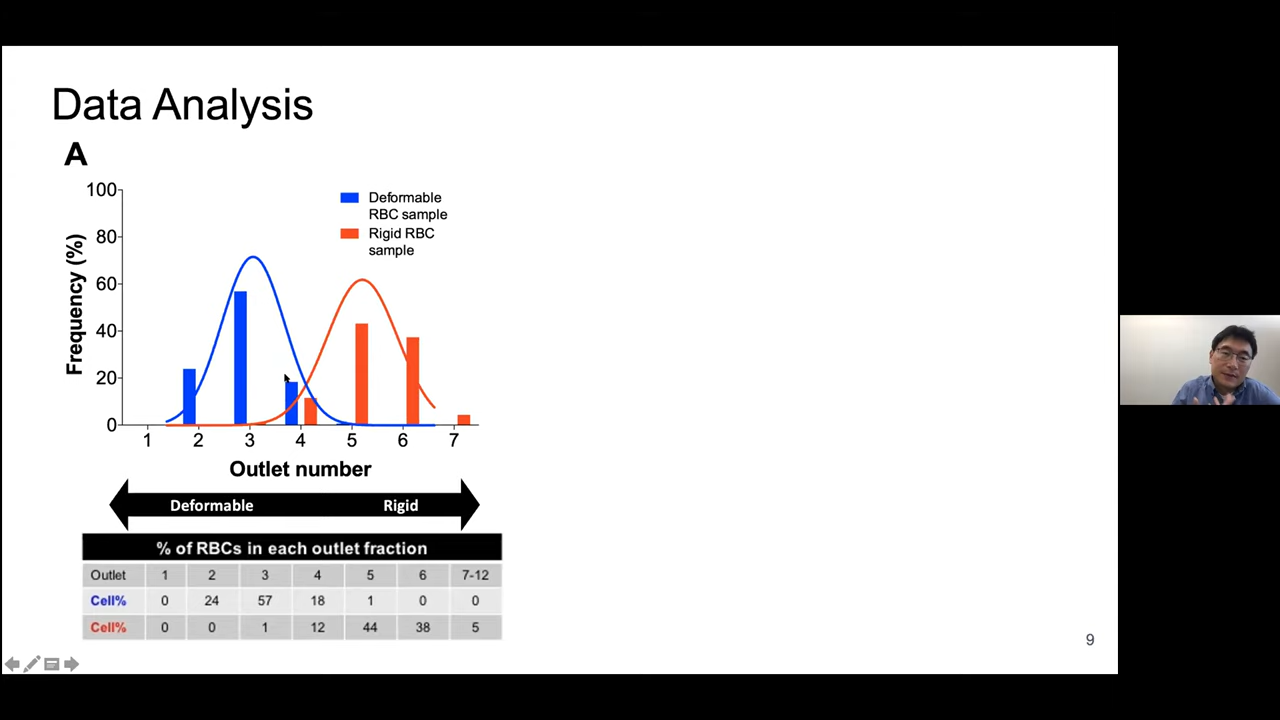 Data Analysis
A
100
80
60
40
20
0
Frequency (%)
Deformable
RBC sample
Rigid RBC
sample
1 2 3 4 5 6 7
Outlet number
Deformable Rigid
% of RBCs in each outlet fraction
Outlet 1 2 3 4 5 6 7-12
Cell% 0 24 57 18 1 0 0
Cell% 0 0 1 12 44 38 5
9